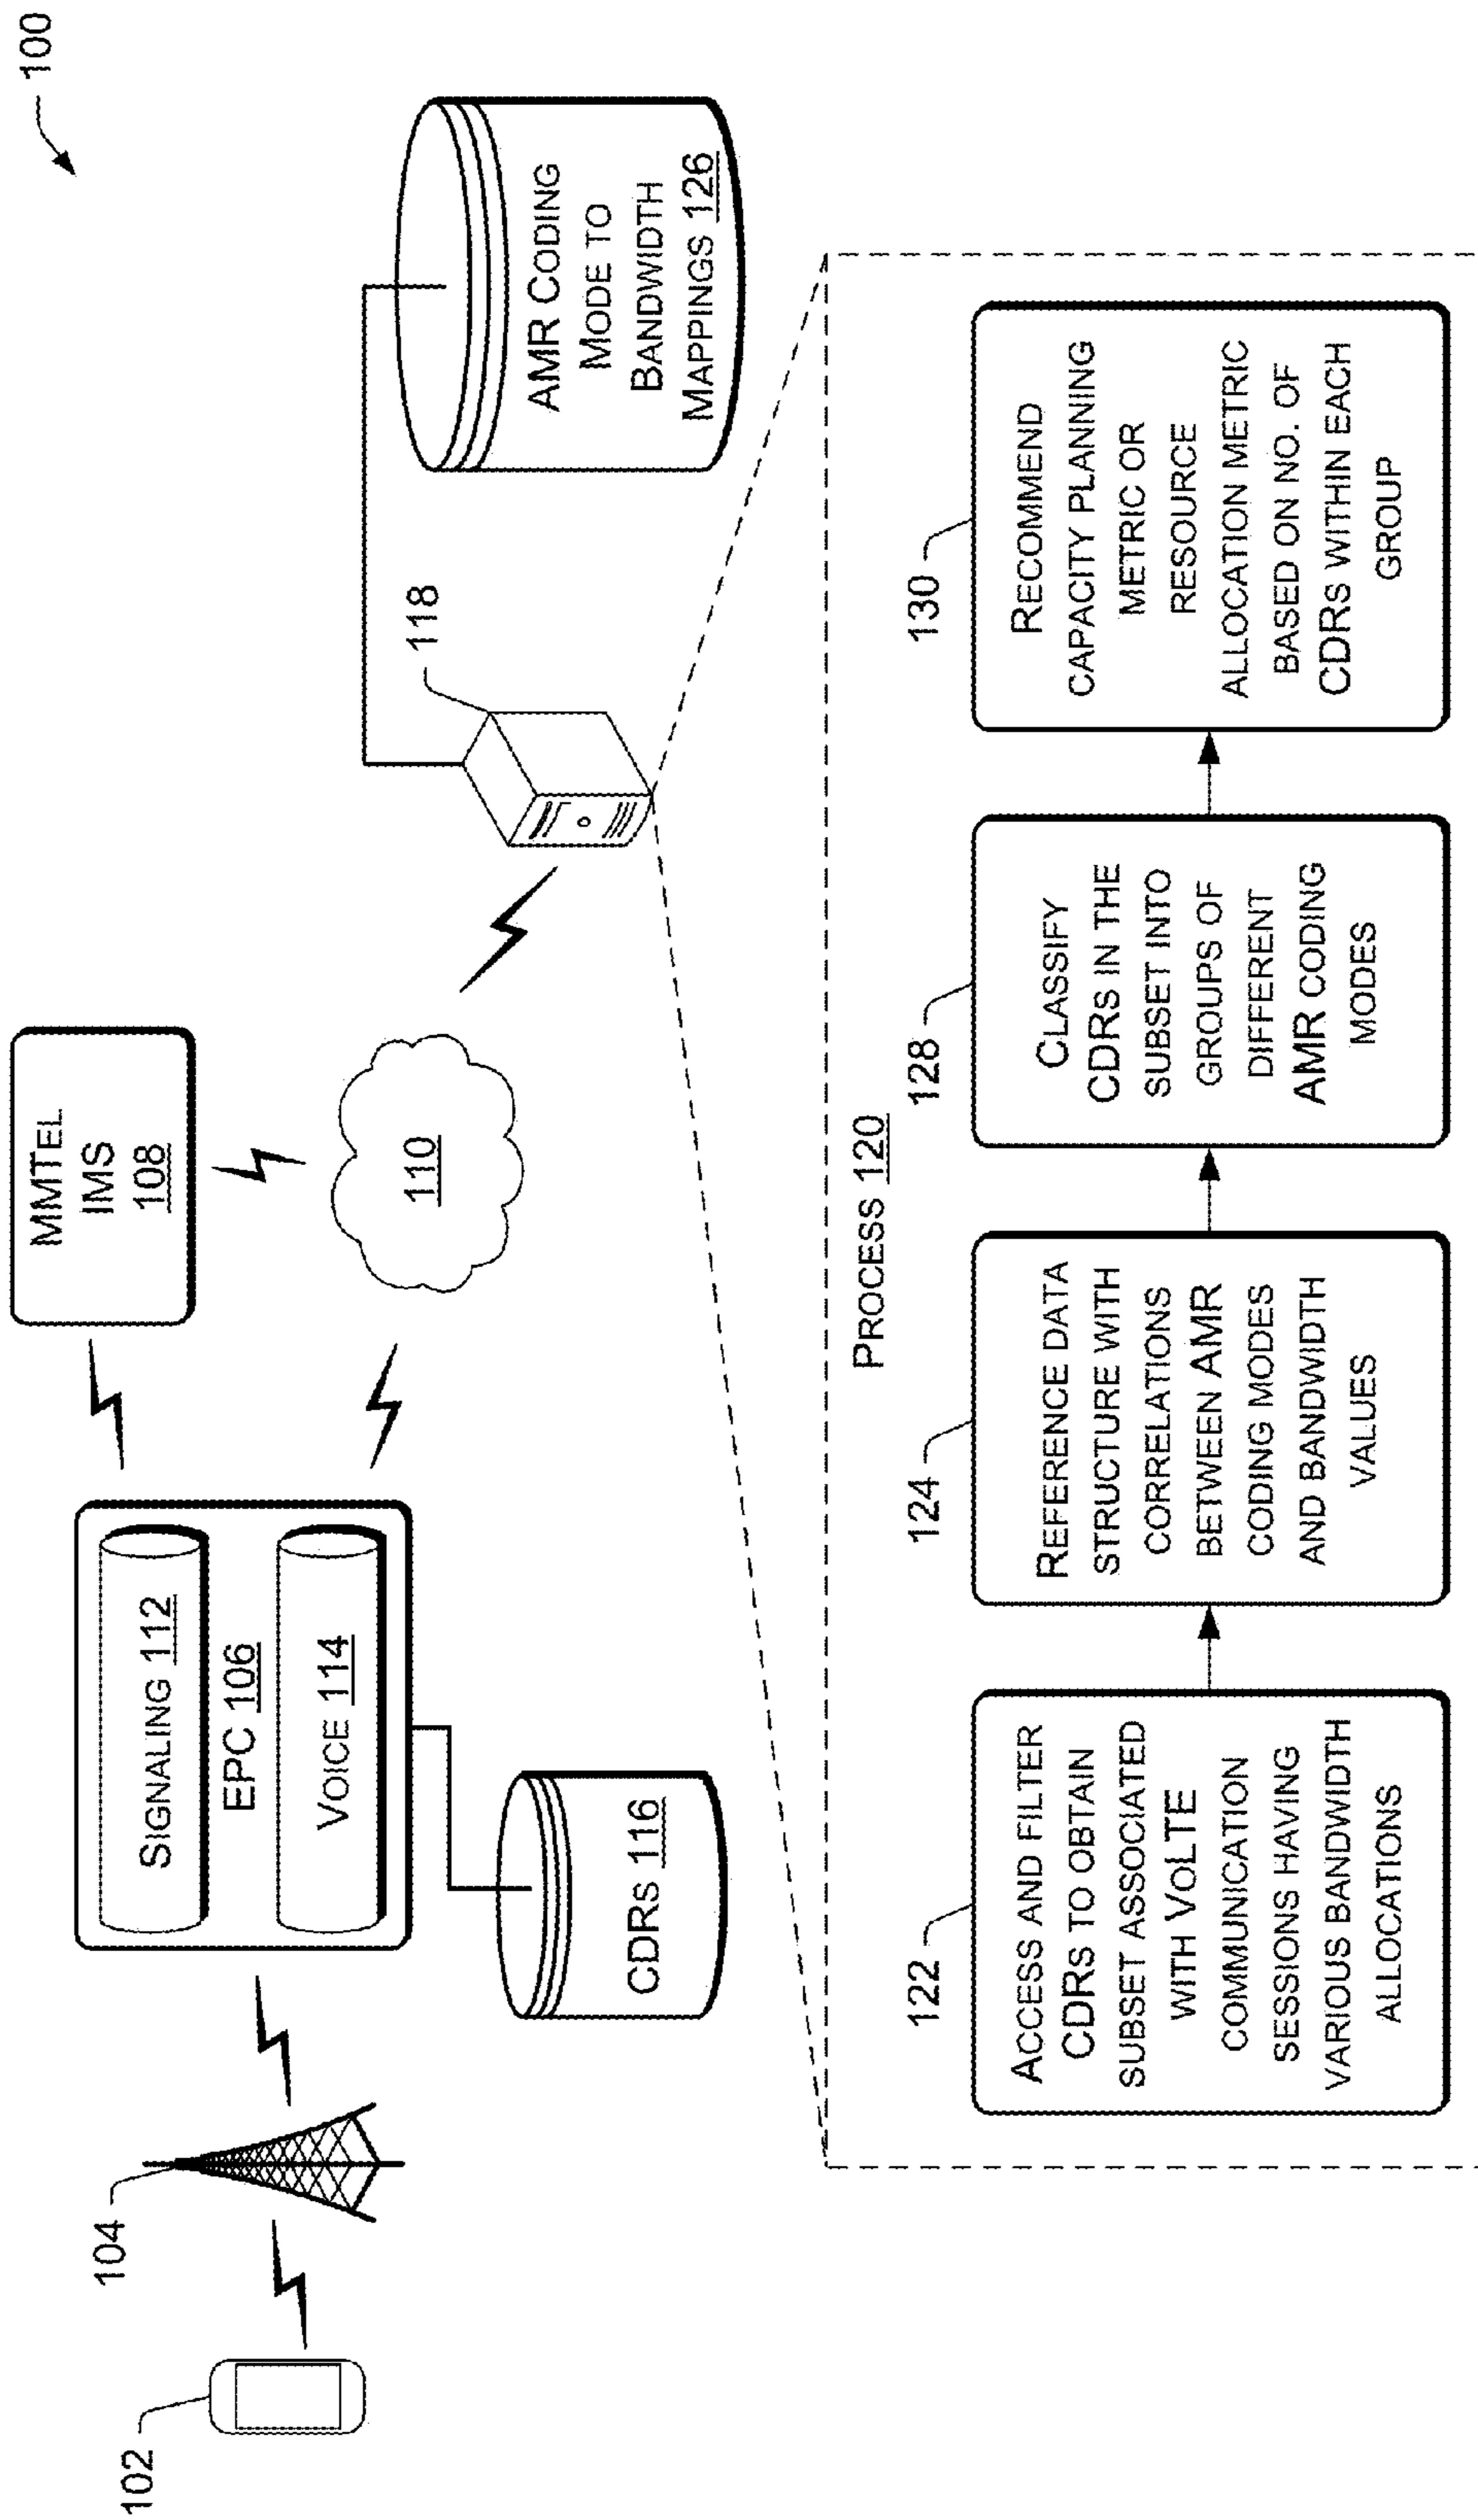 100
MMTEL
IMS
108
SIGNALING 112
EPC 106
VOICE 114
104
102
110
118
CDRS 116
AMR CODING
MODE TO
BANDWIDTH
MAPPINGS 126
PROCESS 120
122
ACCESS AND FILTER
CDRS TO OBTAIN
SUBSET ASSOCIATED
WITH VOLTE
COMMUNICATION
SESSIONS HAVING
VARIOUS BANDWIDTH
ALLOCATIONS
124
REFERENCE DATA
STRUCTURE WITH
CORRELATIONS
BETWEEN AMR
CODING MODES
AND BANDWIDTH
VALUES
128
CLASSIFY
CDRS IN THE
SUBSET INTO
GROUPS OF
DIFFERENT
AMR CODING
MODES
130
RECOMMEND
CAPACITY PLANNING
METRIC OR
RESOURCE
ALLOCATION METRIC
BASED ON NO. OF
CDRS WITHIN EACH
GROUP